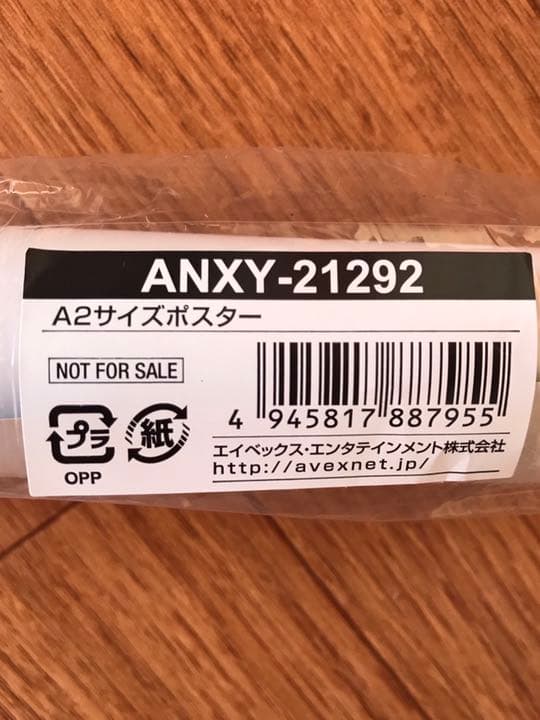 ANXY-21292
A2サイズポスター
NOT FOR SALE
4 945817 887955
プラ
紙
OPP
エイベックス・エンタテインメント株式会社
http://avexnet.jp/